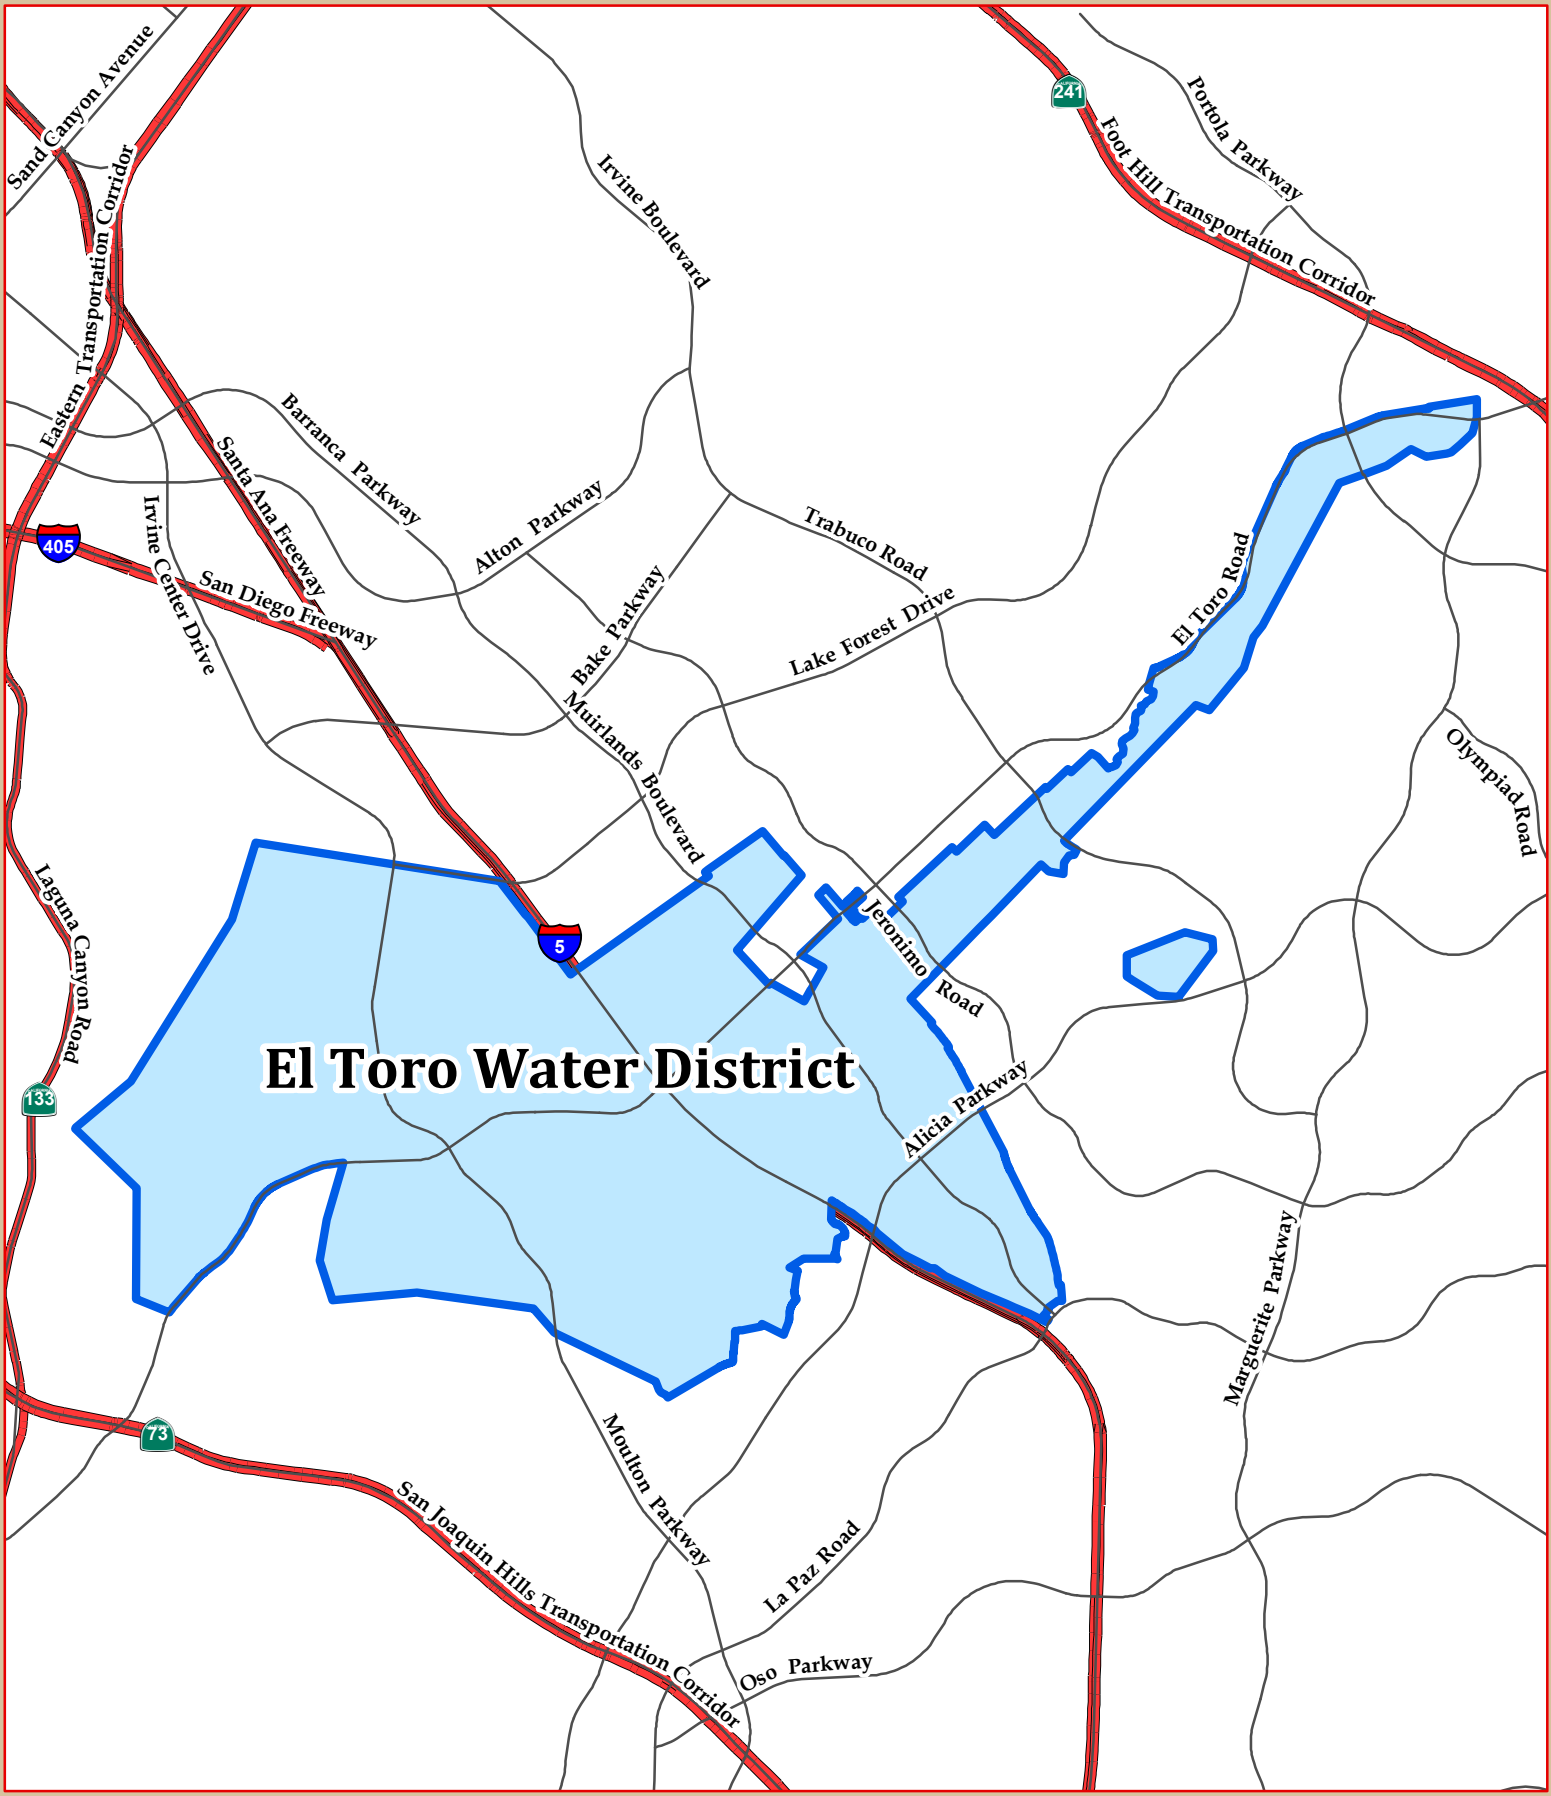 Sand Canyon Avenue
241
Portola Parkway
Foot Hill Transportation Corridor
Irvine Boulevard
Eastern Transportation Corridor
Barranca Parkway
Santa Ana Freeway
Alton Parkway
Trabuco Road
Irvine Center Drive
405
San Diego Freeway
Bake Parkway
Lake Forest Drive
El Toro Road
Muirlands Boulevard
Olympiad Road
Laguna Canyon Road
5
Jeronimo Road
El Toro Water District
133
Alicia Parkway
Marguerite Parkway
73
Moulton Parkway
San Joaquin Hills Transportation Corridor
La Paz Road
Oso Parkway